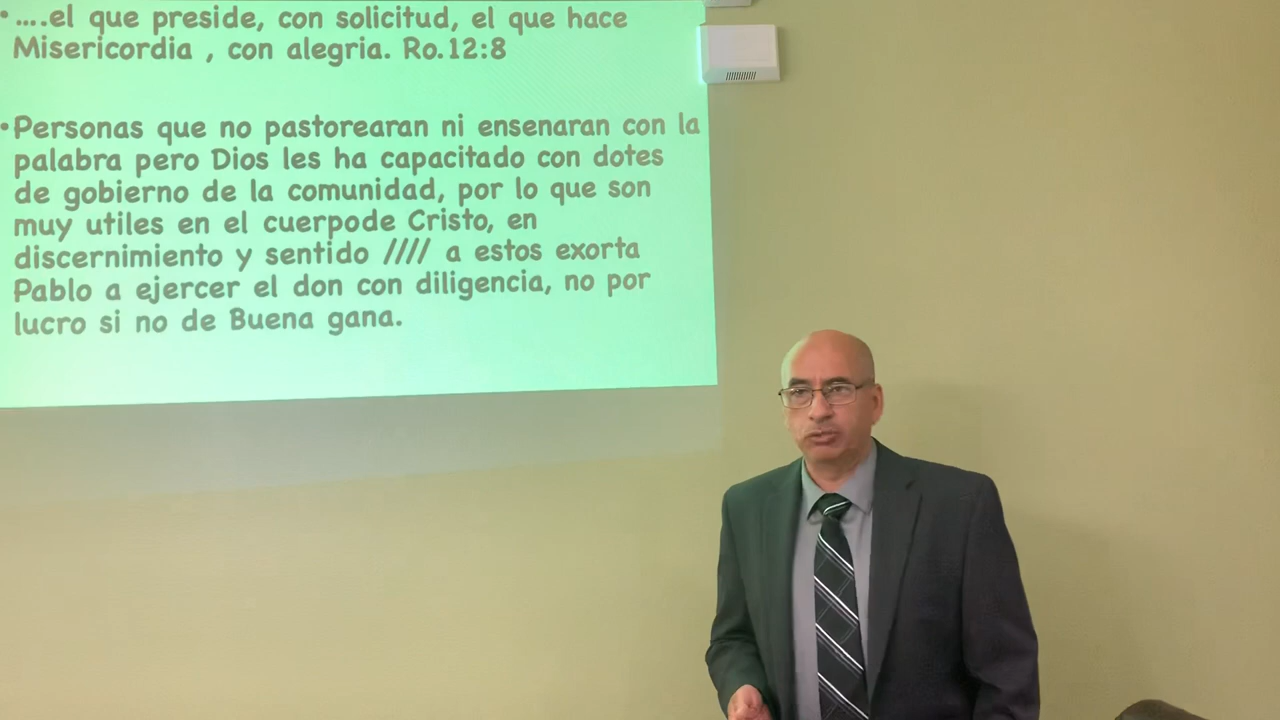 • ....el que preside, con solicitud, el que hace
Misericordia , con alegria. Ro.12:8
• Personas que no pastorearan ni ensenaran con la
palabra pero Dios les ha capacitado con dotes
de gobierno de la comunidad, por lo que son
muy utiles en el cuerpode Cristo, en
discernimiento y sentido //// a estos exorta
Pablo a ejercer el don con diligencia, no por
lucro si no de Buena gana.